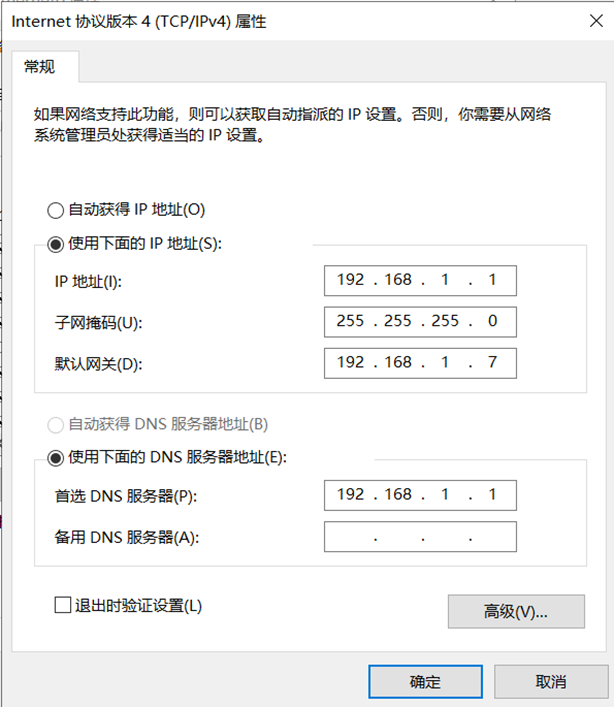 Internet 协议版本 4 (TCP/IPv4) 属性
常规
如果网络支持此功能，则可以获取自动指派的 IP 设置。否则，你需要从网络
系统管理员处获得适当的 IP 设置。
自动获得 IP 地址(O)
使用下面的 IP 地址(S):
IP 地址(I):
192 . 168 . 1 . 1
子网掩码(U):
255 . 255 . 255 . 0
默认网关(D):
192 . 168 . 1 . 7
自动获得 DNS 服务器地址(B)
使用下面的 DNS 服务器地址(E):
首选 DNS 服务器(P):
192 . 168 . 1 . 1
备用 DNS 服务器(A):
. . .
退出时验证设置(L)
高级(V)...
确定
取消